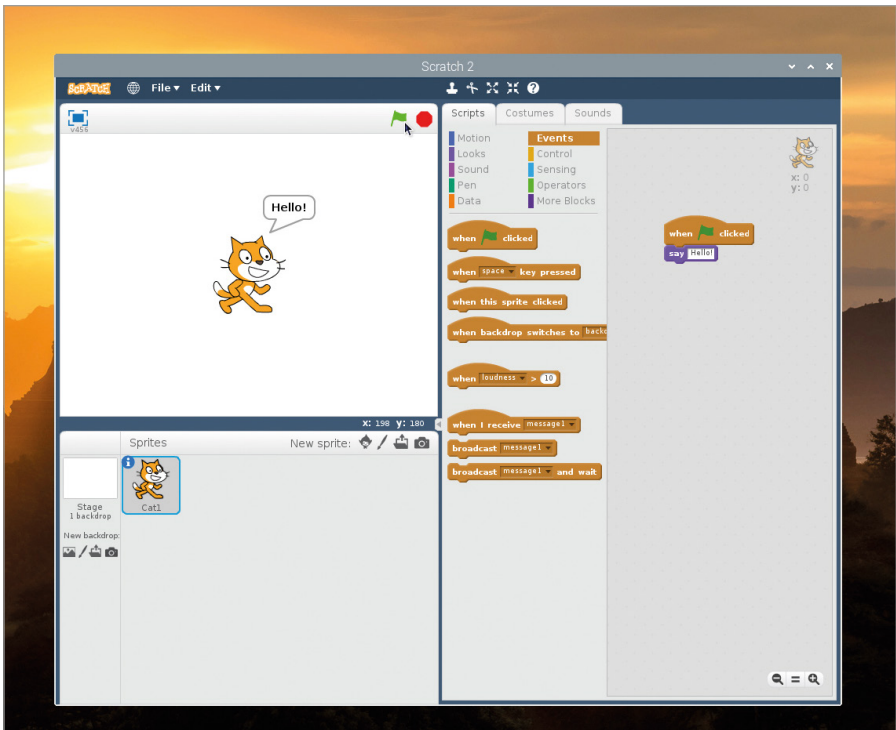 Scratch 2
SCRATCH File Edit
v456
Hello!
x: 198 y: 180
Sprites New sprite:
Stage
1 backdrop
New backdrop:
Cat1
Scripts Costumes Sounds
Motion Events
Looks Control
Sound Sensing
Pen Operators
Data More Blocks
when clicked
when space key pressed
when this sprite clicked
when backdrop switches to
when loudness > 10
when I receive message1
broadcast message1
broadcast message1 and wait
x: 0
y: 0
when clicked
say Hello!